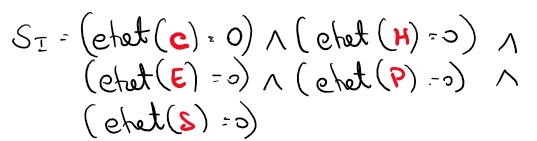 S_I = (etat(C) = 0) ∧ (etat(H) = 0) ∧
(etat(E) = 0) ∧ (etat(P) = 0) ∧
(etat(S) = 0)